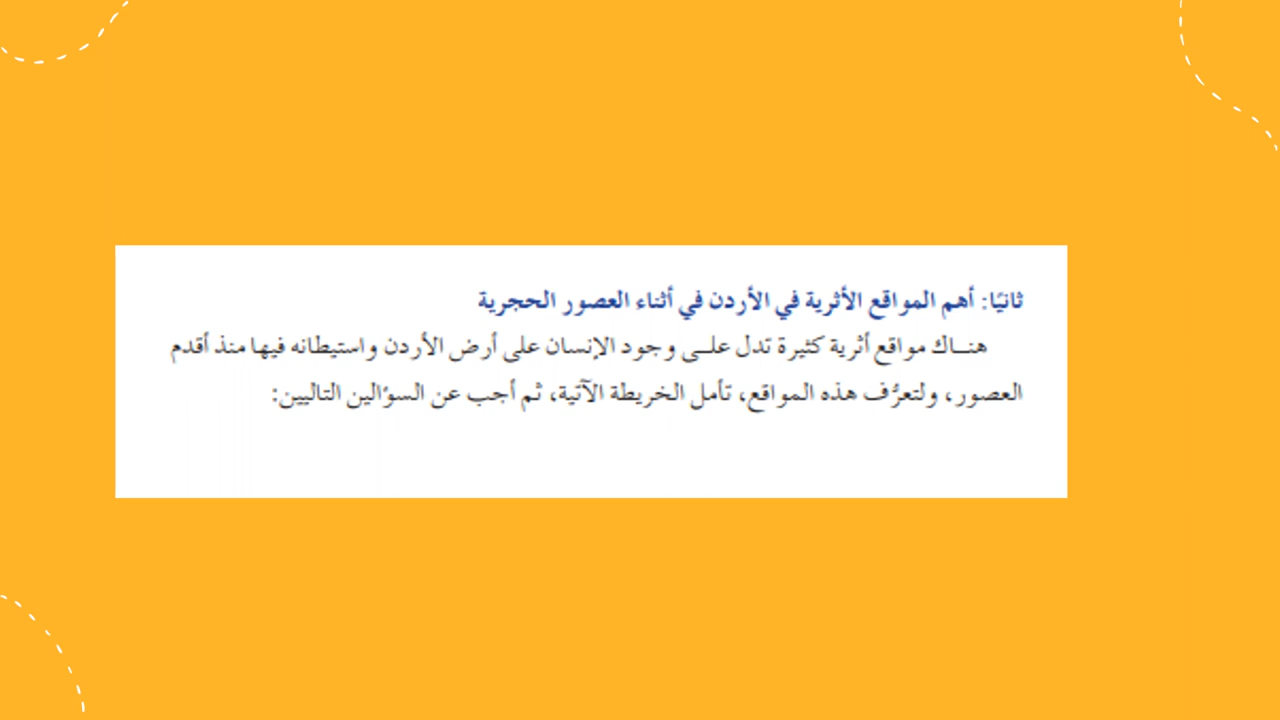 ثانيًا: أهم المواقع الأثرية في الأردن في أثناء العصور الحجرية
هنـاك مواقع أثرية كثيرة تدل علـى وجود الإنسان على أرض الأردن واستيطانه فيها منذ أقدم
العصور، ولتعرُّف هذه المواقع، تأمل الخريطة الآتية، ثم أجب عن السؤالين التاليين: